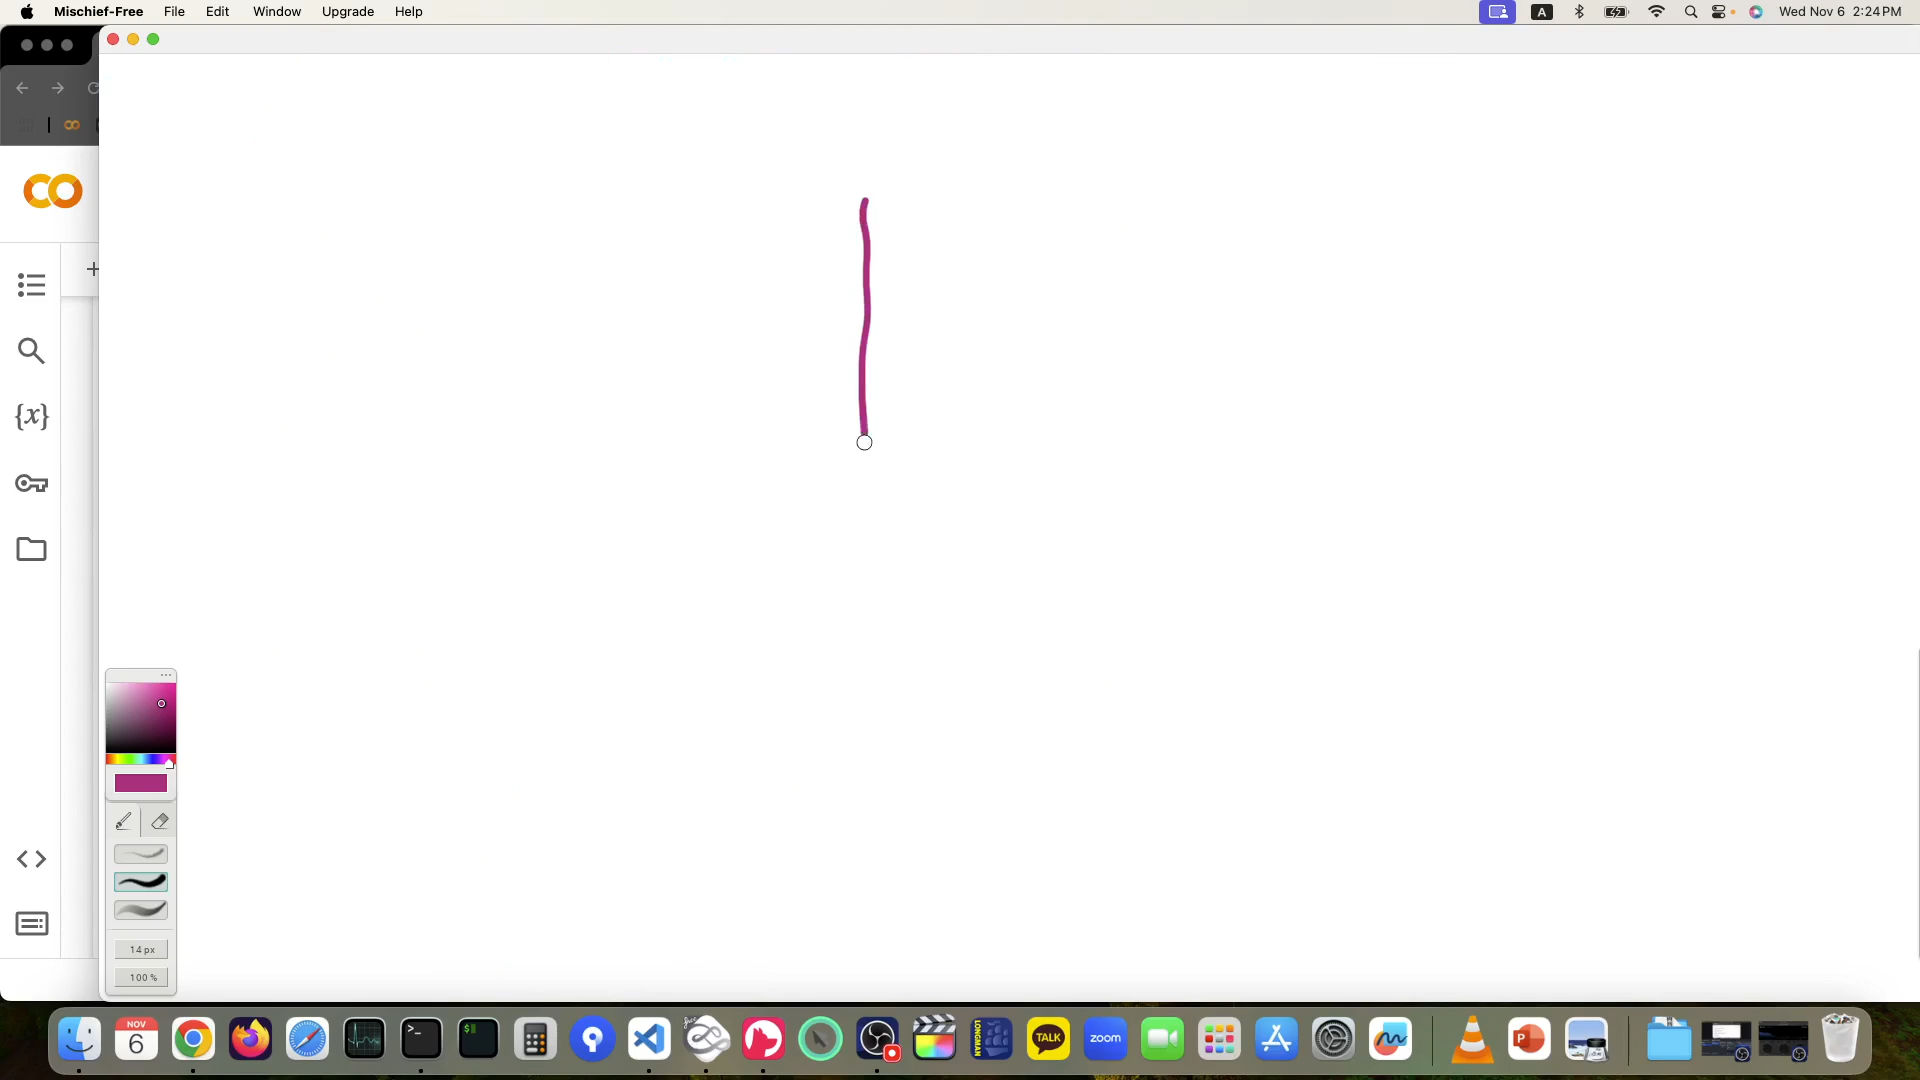 Mischief-Free File Edit Window Upgrade Help
A Wed Nov 6 2:24 PM
{x}
14 px
100 %
NOV
6
>_
$
LONGMAN
TALK
zoom
P